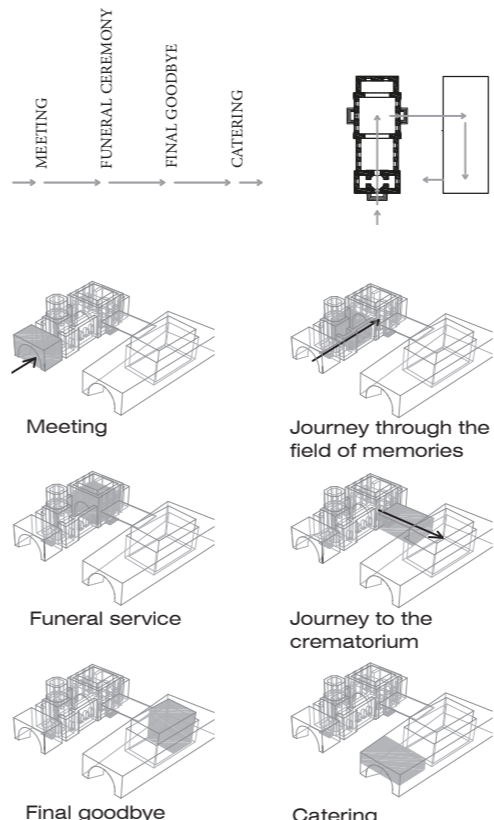 MEETING
FUNERAL CEREMONY
FINAL GOODBYE
CATERING
Meeting
Journey through the
field of memories
Funeral service
Journey to the
crematorium
Final goodbye
Catering